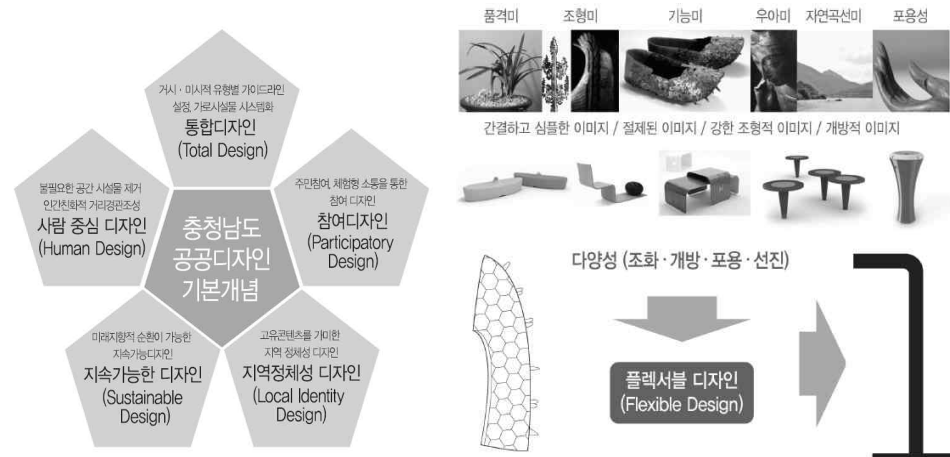 거시 · 미시적 유형별 가이드라인
설정, 가로시설물 시스템화
통합디자인
(Total Design)
불필요한 공간 시설물 제거
인간친화적 거리경관조성
사람 중심 디자인
(Human Design)
주민참여, 체험형 소통을 통한
참여 디자인
참여디자인
(Participatory
Design)
충청남도
공공디자인
기본개념
미래지향적 순환이 가능한
지속가능디자인
지속가능한 디자인
(Sustainable
Design)
고유콘텐츠를 가미한
지역 정체성 디자인
지역정체성 디자인
(Local Identity
Design)
품격미 조형미 기능미 우아미 자연곡선미 포용성
간결하고 심플한 이미지 / 절제된 이미지 / 강한 조형적 이미지 / 개방적 이미지
다양성 (조화 · 개방 · 포용 · 선진)
플렉서블 디자인
(Flexible Design)